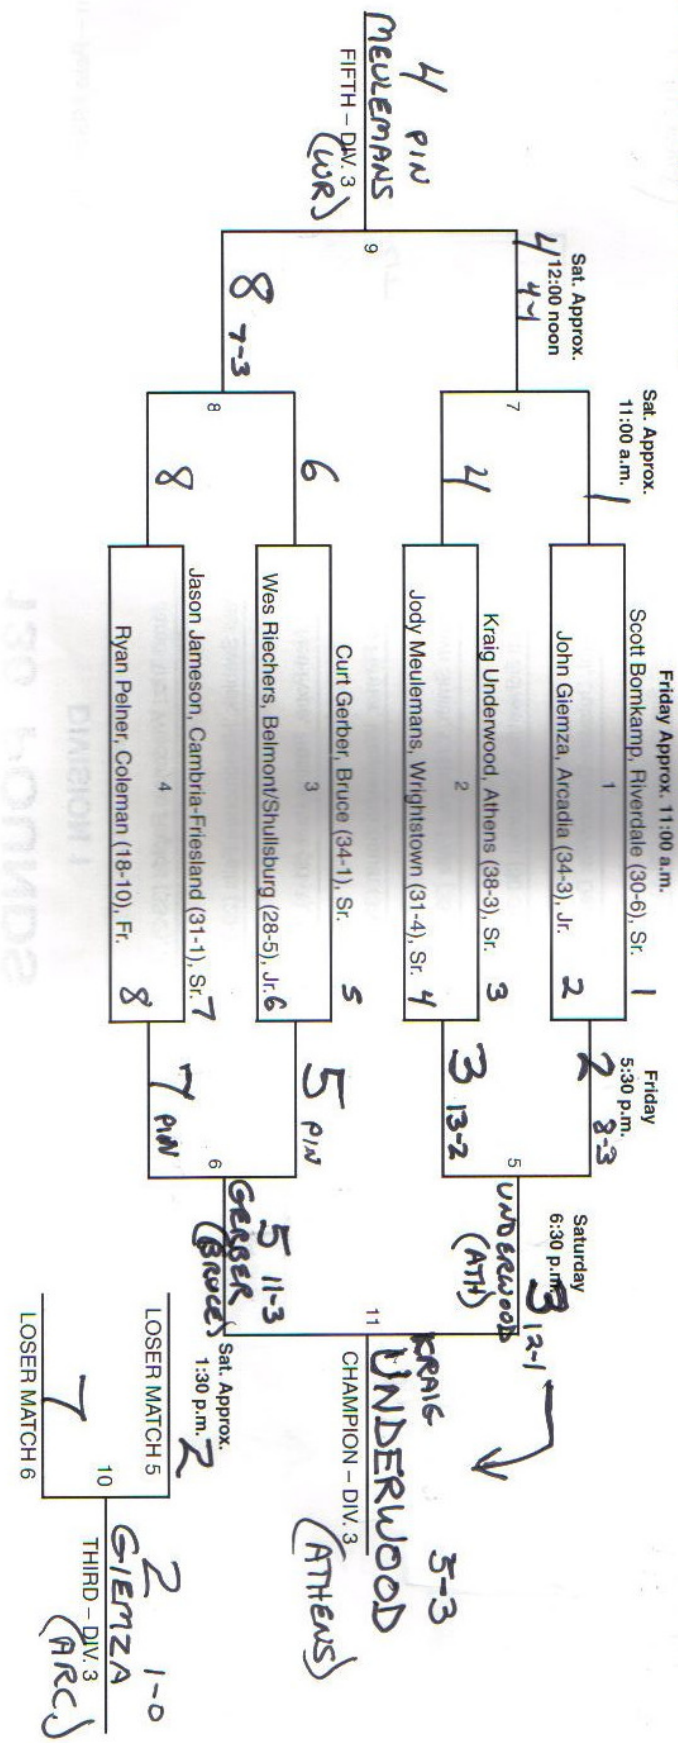 Friday Approx. 11:00 a.m.
Sat. Approx.
11:00 a.m.
Sat. Approx.
12:00 noon
Friday
5:30 p.m.
Saturday
6:30 p.m.
Scott Bomkamp, Riverdale (30-6), Sr. 1
1
John Giemza, Arcadia (34-3), Jr. 2
Kraig Underwood, Athens (38-3), Sr. 3
2
Jody Meulemans, Wrightstown (31-4), Sr. 4
Curt Gerber, Bruce (34-1), Sr. 5
3
Wes Riechers, Belmont/Shullsburg (28-5), Jr. 6
Jason Jameson, Cambria-Friesland (31-1), Sr. 7
4
Ryan Pelner, Coleman (18-10), Fr. 8
1
4
6
8
7
8
4 4-1
8 7-3
9
4 PIN
MEULEMANS
FIFTH – DIV. 3
(WR)
2 8-3
3 13-2
5 PIN
7 PIN
5
6
3 12-1
UNDERWOOD
(ATH)
5 11-3
GERBER
(BRUCE)
11
KRAIG
UNDERWOOD 5-3
CHAMPION – DIV. 3
(ATHENS)
Sat. Approx.
1:30 p.m.
2
LOSER MATCH 5
7
LOSER MATCH 6
10
2 1-0
GIEMZA
THIRD – DIV. 3
(ARC)